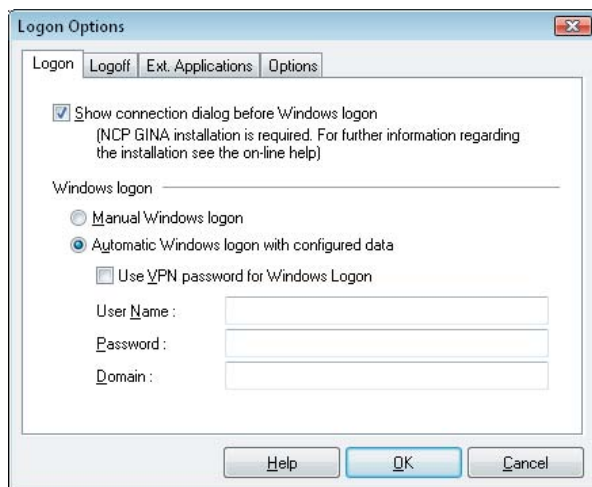 Logon Options
Logon Logoff Ext. Applications Options
Show connection dialog before Windows logon
(NCP GINA installation is required. For further information regarding
the installation see the on-line help)
Windows logon
Manual Windows logon
Automatic Windows logon with configured data
Use VPN password for Windows Logon
User Name :
Password :
Domain :
Help OK Cancel